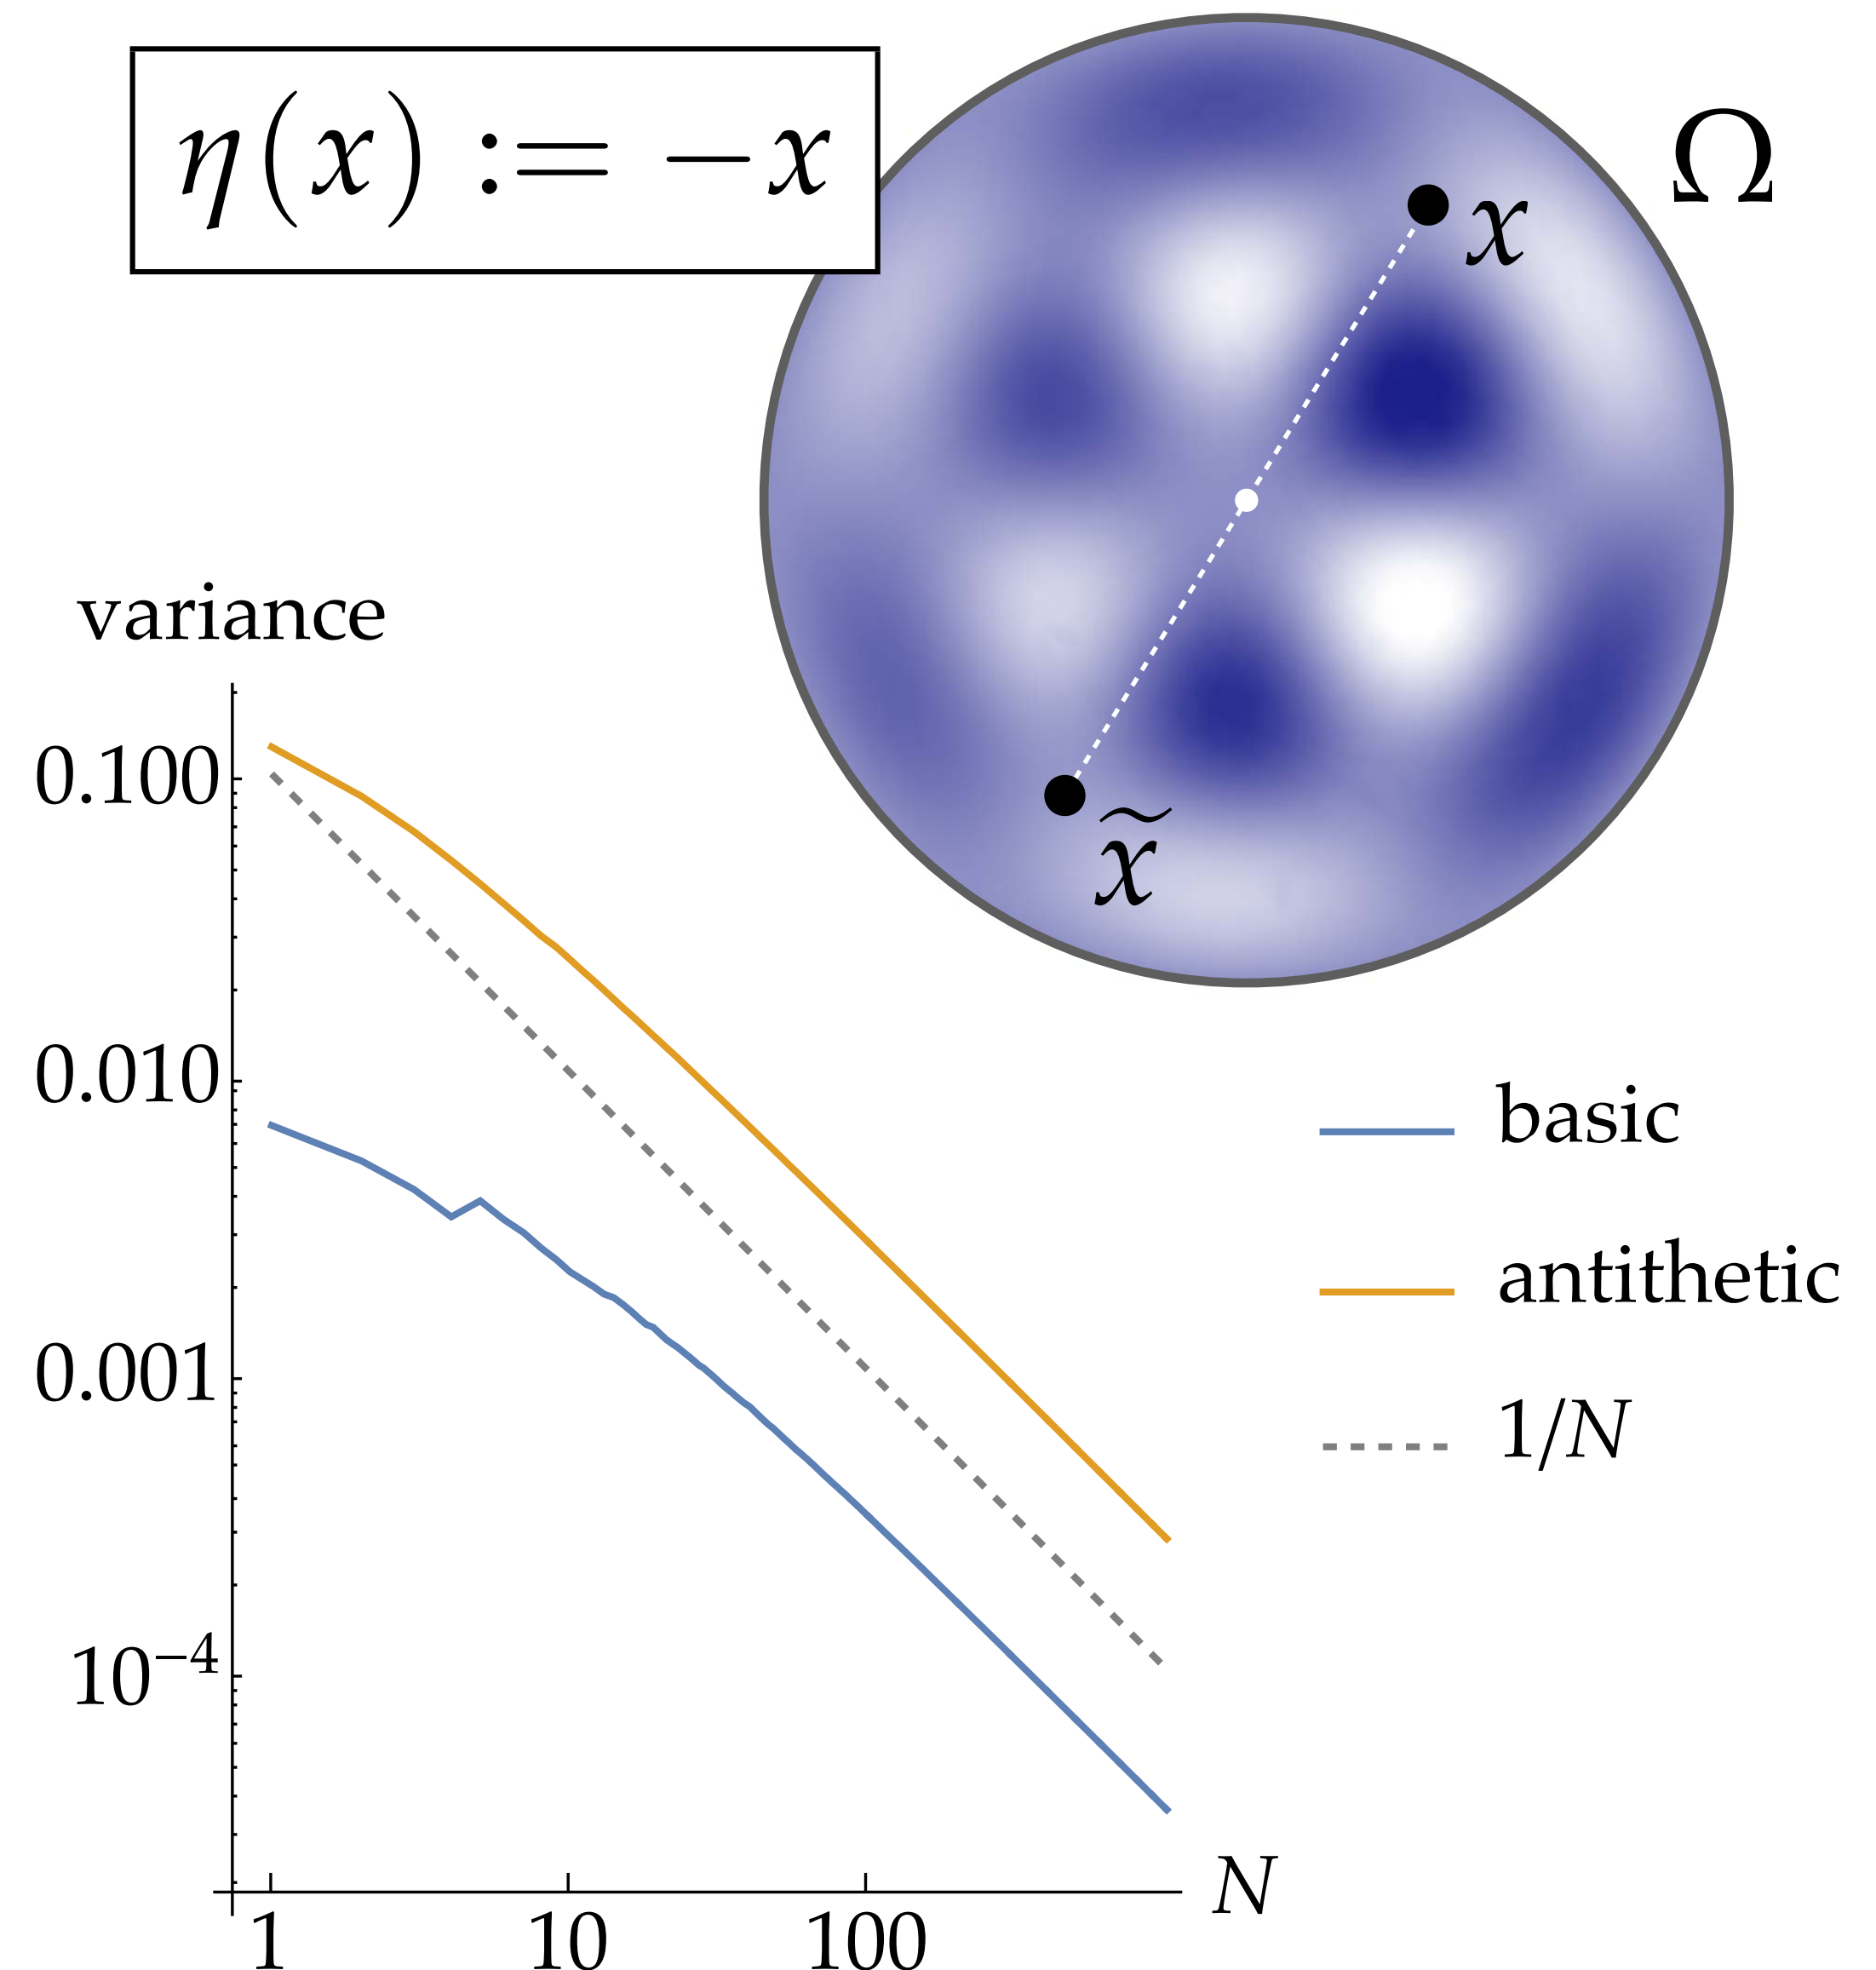 η(x) := −x
Ω
x
x̃
variance
0.100
0.010
0.001
10⁻⁴
1
10
100
N
basic
antithetic
1/N